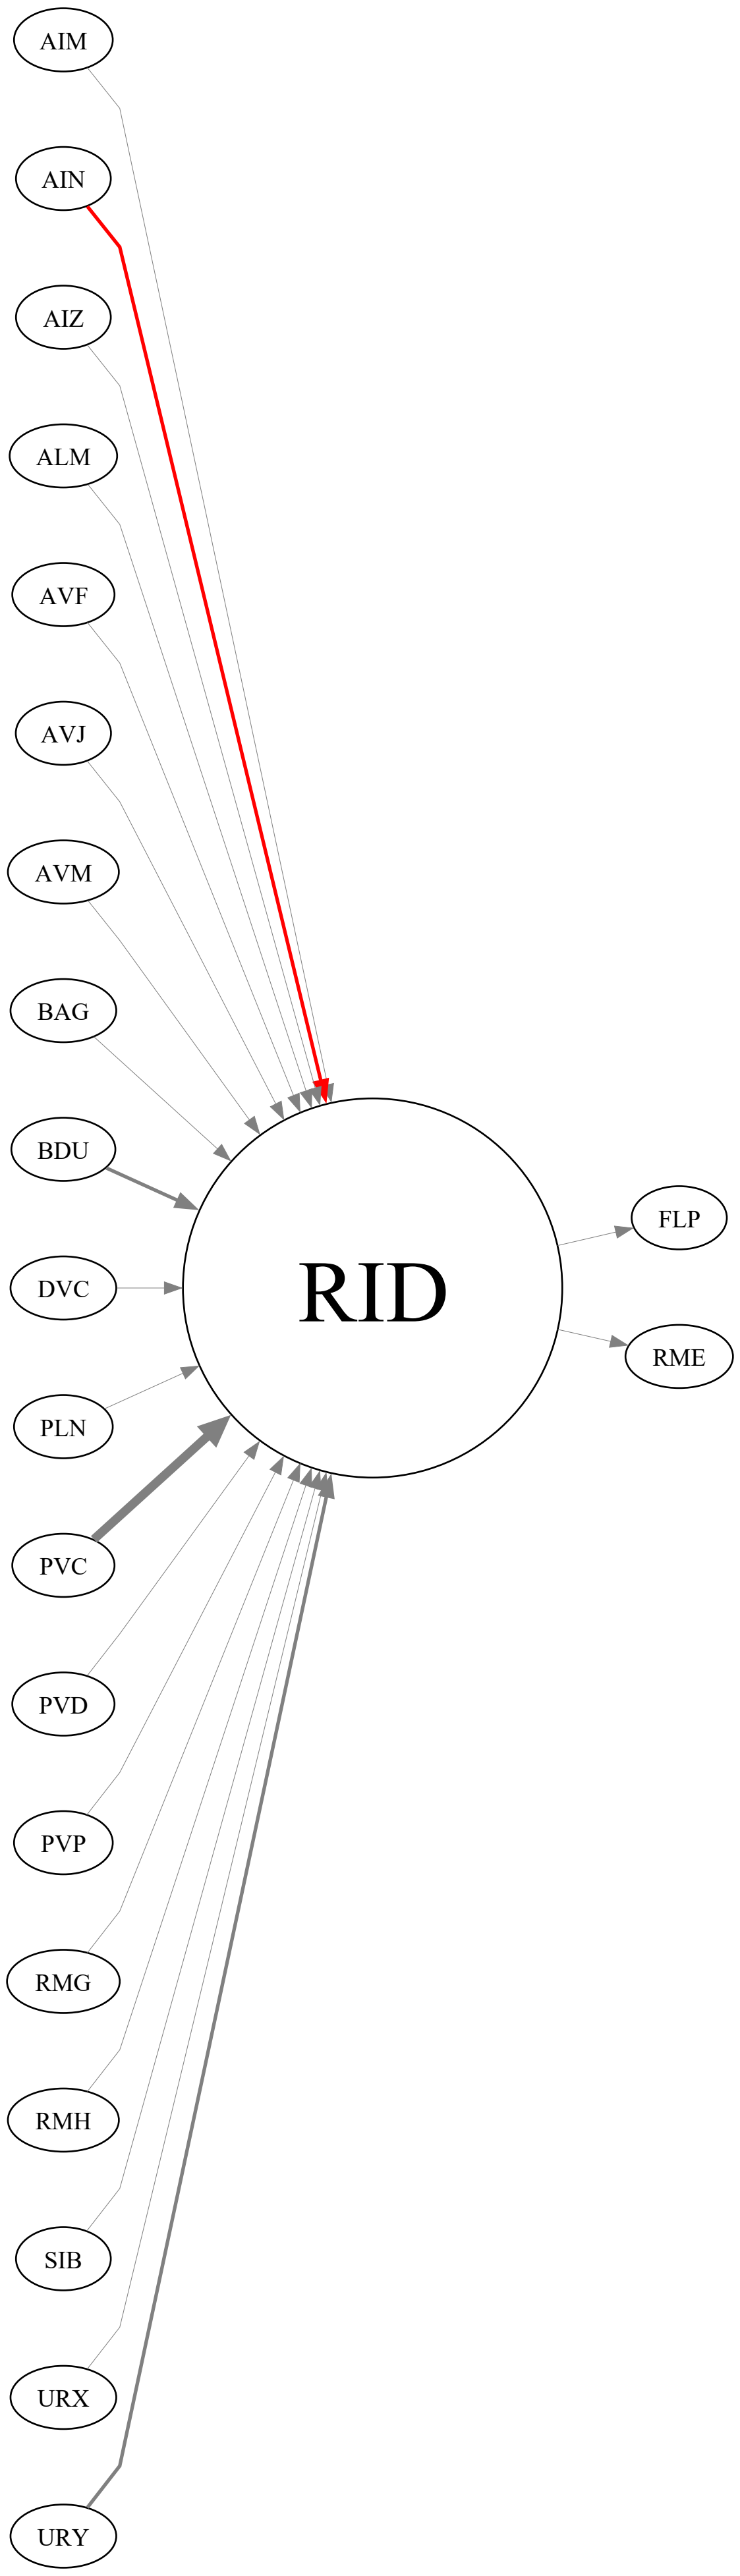 AIM
AIN
AIZ
ALM
AVF
AVJ
AVM
BAG
BDU
DVC
PLN
PVC
PVD
PVP
RMG
RMH
SIB
URX
URY
RID
FLP
RME